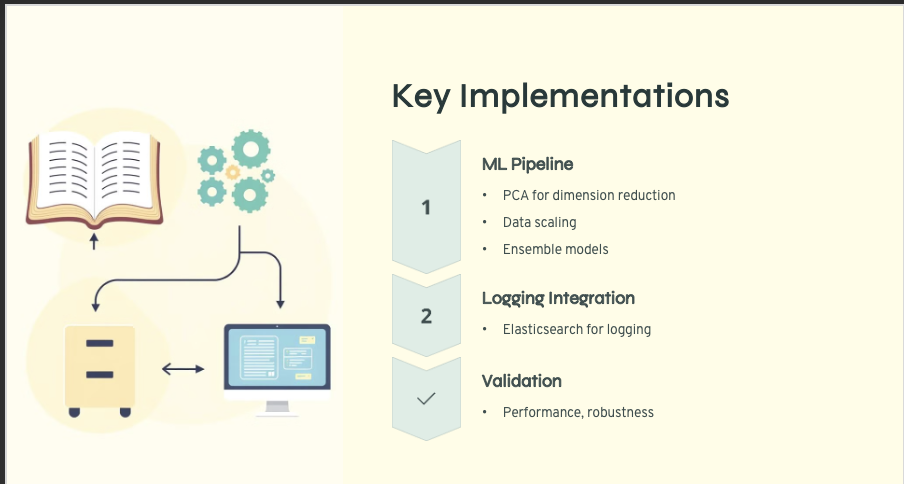 Key Implementations
1
ML Pipeline
• PCA for dimension reduction
• Data scaling
• Ensemble models
2
Logging Integration
• Elasticsearch for logging
Validation
• Performance, robustness